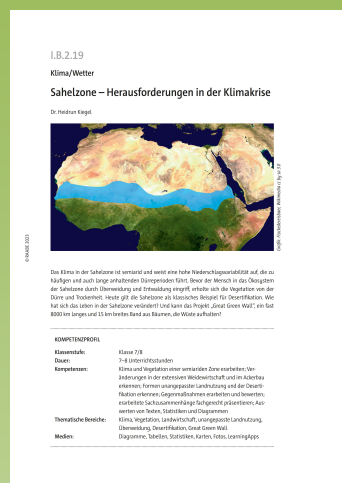 I.B.2.19
Klima/Wetter
Sahelzone – Herausforderungen in der Klimakrise
Dr. Heidrun Kiegel
© RAABE 2023
Das Klima in der Sahelzone ist semiarid und weist eine hohe Niederschlagsvariabilität auf, die zu
häufigen und auch lange anhaltenden Dürreperioden führt. Bevor der Mensch in das Ökosystem
der Sahelzone durch Überweidung und Entwaldung eingriff, erholte sich die Vegetation von der
Dürre und Trockenheit. Heute gilt die Sahelzone als klassisches Beispiel für Desertifikation. Wie
hat sich das Leben in der Sahelzone verändert? Und kann das Projekt „Great Green Wall“, ein fast
8000 km langes und 15 km breites Band aus Bäumen, die Wüste aufhalten?
KOMPETENZPROFIL
Klassenstufe: Klasse 7/8
Dauer: 7–8 Unterrichtsstunden
Kompetenzen: Klima und Vegetation einer semiariden Zone erarbeiten; Ver-
änderungen in der extensiven Weidewirtschaft und im Ackerbau
erkennen; Formen unangepasster Landnutzung und der Deserti-
fikation erkennen; Gegenmaßnahmen erarbeiten und bewerten;
erarbeitete Sachzusammenhänge fachgerecht präsentieren; Aus-
werten von Texten, Statistiken und Diagrammen
Thematische Bereiche: Klima, Vegetation, Landwirtschaft, unangepasste Landnutzung,
Überweidung, Desertifikation, Great Green Wall
Medien: Diagramme, Tabellen, Statistiken, Karten, Fotos, LearningApps